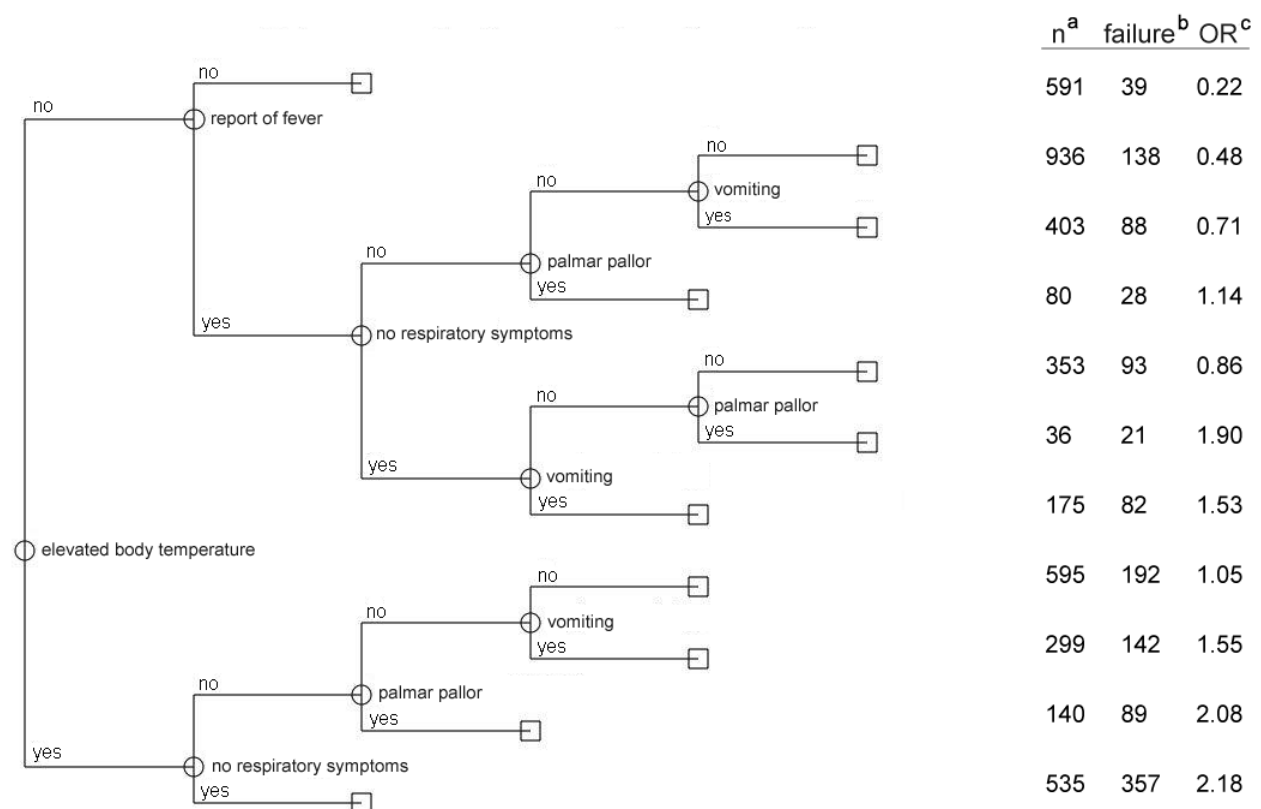 nᵃ failureᵇ ORᶜ
no
591 39 0.22
no
report of fever
no
936 138 0.48
no
vomiting
yes
403 88 0.71
no
palmar pallor
yes
80 28 1.14
yes
no respiratory symptoms
no
353 93 0.86
no
palmar pallor
yes
36 21 1.90
yes
vomiting
yes
175 82 1.53
elevated body temperature
no
595 192 1.05
no
vomiting
yes
299 142 1.55
no
palmar pallor
yes
140 89 2.08
yes
no respiratory symptoms
yes
535 357 2.18